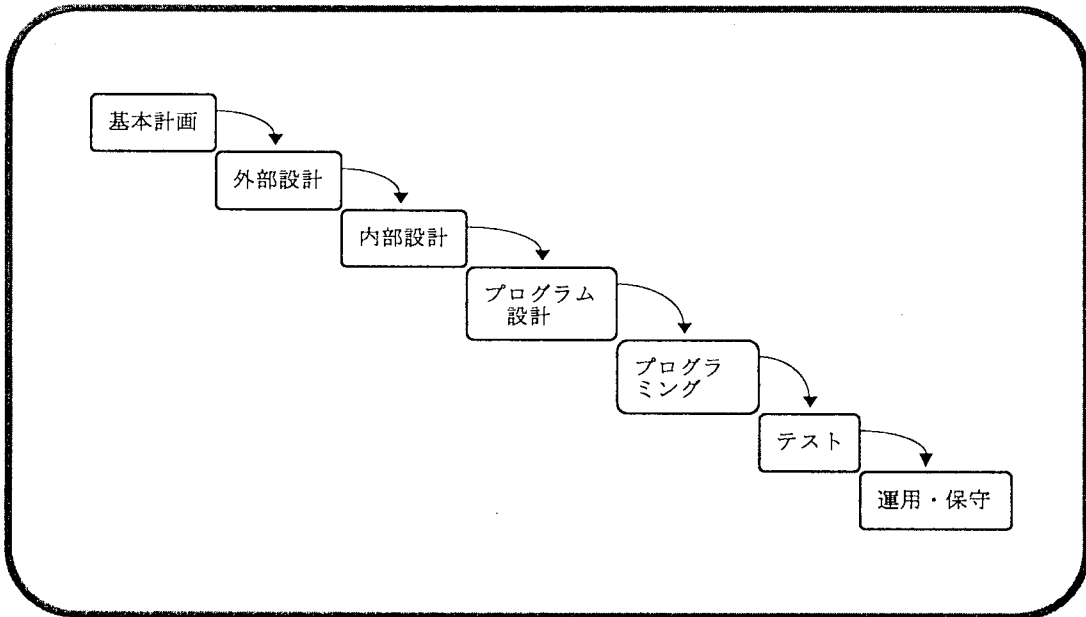 基本計画
外部設計
内部設計
プログラム
設計
プログラ
ミング
テスト
運用・保守